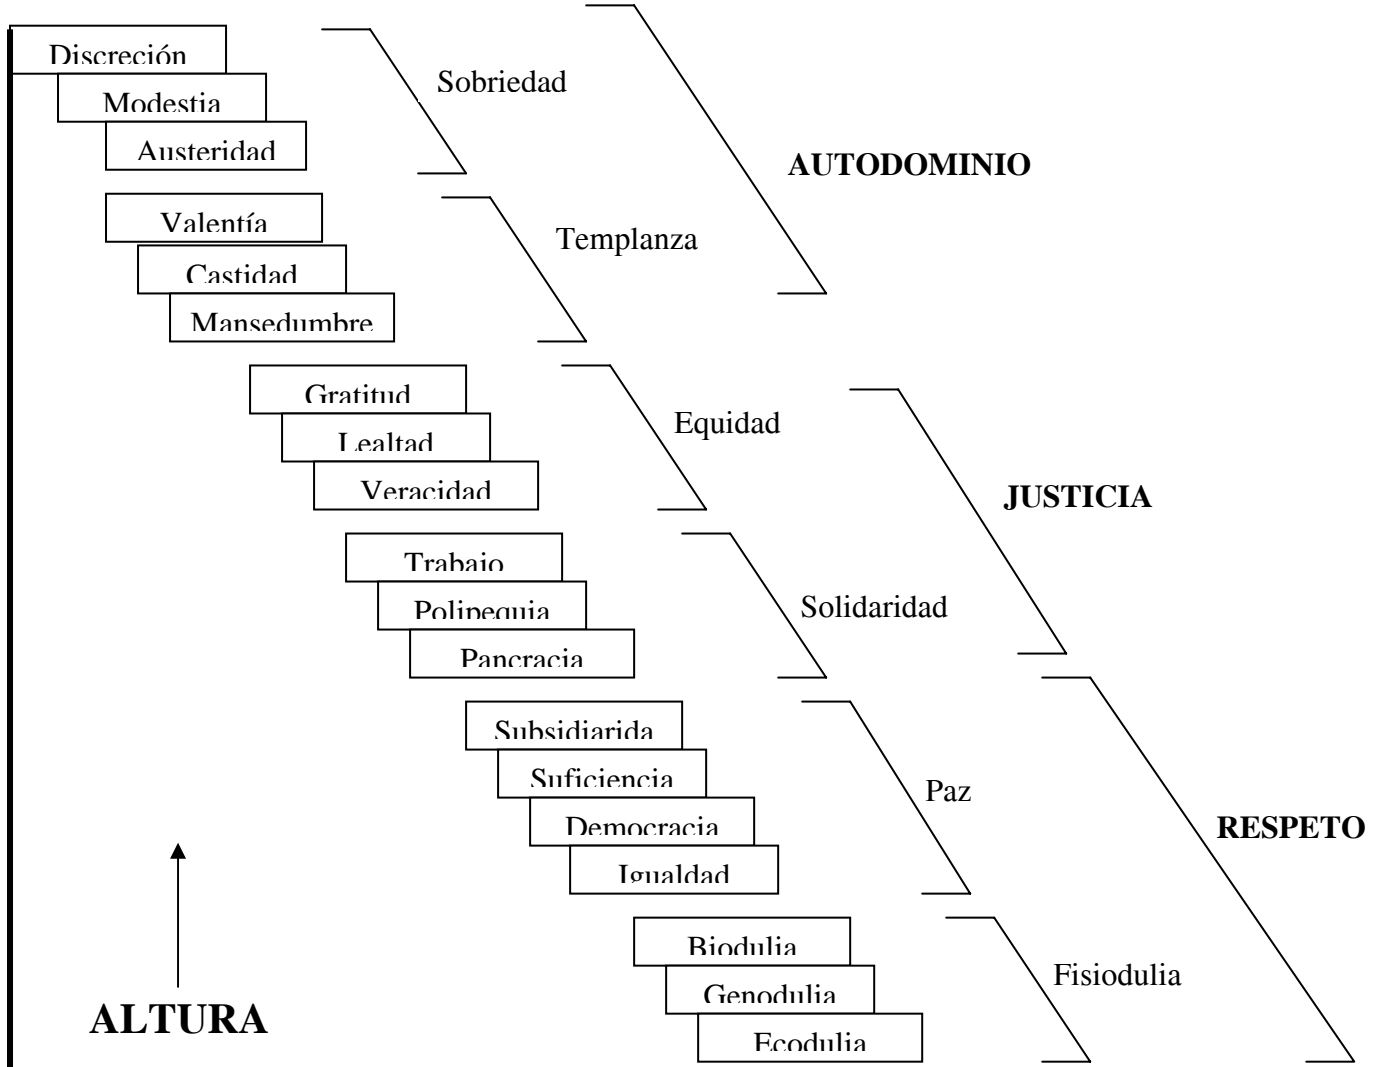 Discreción
Modestia
Austeridad
Sobriedad
AUTODOMINIO
Valentía
Castidad
Mansedumbre
Templanza
Gratitud
Lealtad
Veracidad
Equidad
JUSTICIA
Trabajo
Polipequia
Pancracia
Solidaridad
Subsidiarida
Suficiencia
Democracia
Igualdad
Paz
RESPETO
Biodulia
Genodulia
Ecodulia
Fisiodulia
ALTURA